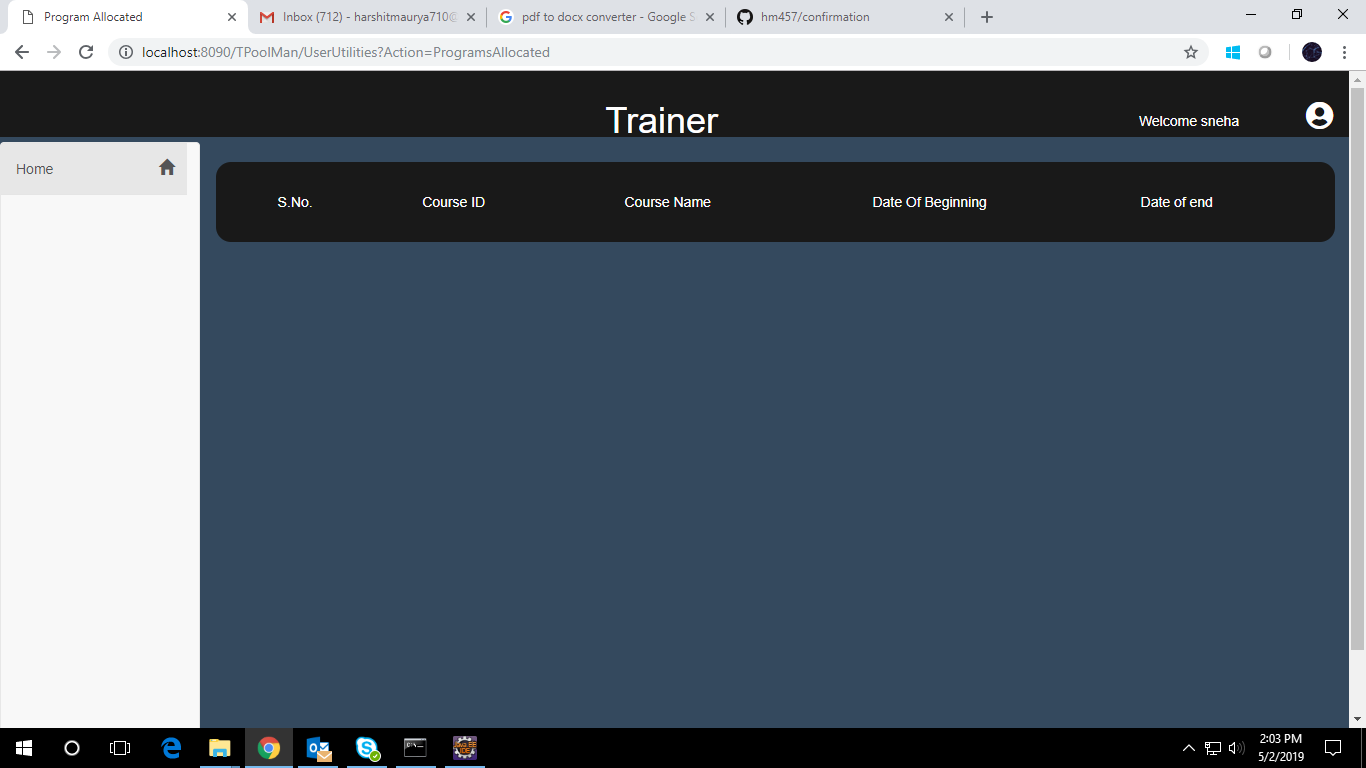 Program Allocated
Inbox (712) - harshitmaurya710@
pdf to docx converter - Google S
hm457/confirmation
localhost:8090/TPoolMan/UserUtilities?Action=ProgramsAllocated
Trainer
Welcome sneha
Home
S.No. Course ID Course Name Date Of Beginning Date of end
2:03 PM
5/2/2019